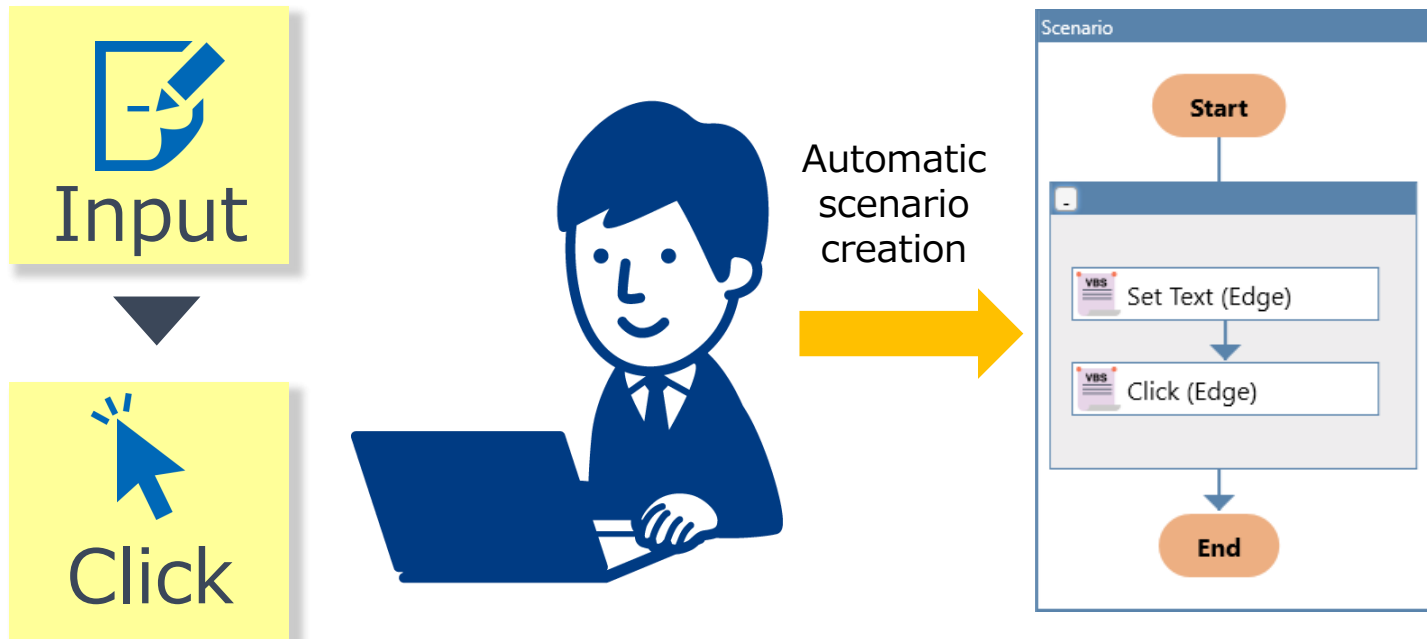 Input
Click
Automatic
scenario
creation
Scenario
Start
-
VBS
Set Text (Edge)
VBS
Click (Edge)
End